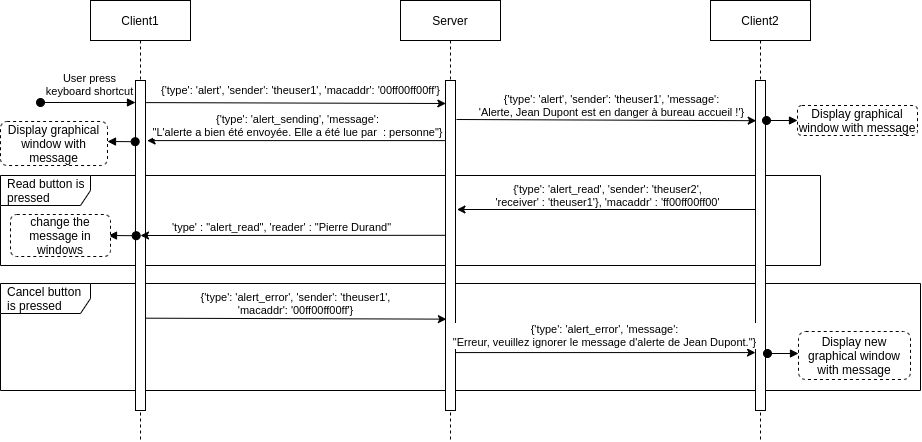 Client1
Server
Client2
User press
keyboard shortcut
{'type': 'alert', 'sender': 'theuser1', 'macaddr': '00ff00ff00ff'}
{'type': 'alert', 'sender': 'theuser1', 'message':
'Alerte, Jean Dupont est en danger à bureau accueil !'}
Display graphical
window with message
{'type': 'alert_sending', 'message':
"L'alerte a bien été envoyée. Elle a été lue par  : personne"}
Display graphical
window with
message
Read button is
pressed
{'type': 'alert_read', 'sender': 'theuser2',
'receiver' : 'theuser1'}, 'macaddr' : 'ff00ff00ff00'
change the
message in
windows
'type' : "alert_read", 'reader' : "Pierre Durand"
Cancel button
is pressed
{'type': 'alert_error', 'sender': 'theuser1',
'macaddr': '00ff00ff00ff'}
{'type': 'alert_error', 'message':
"Erreur, veuillez ignorer le message d'alerte de Jean Dupont."}
Display new
graphical window
with message